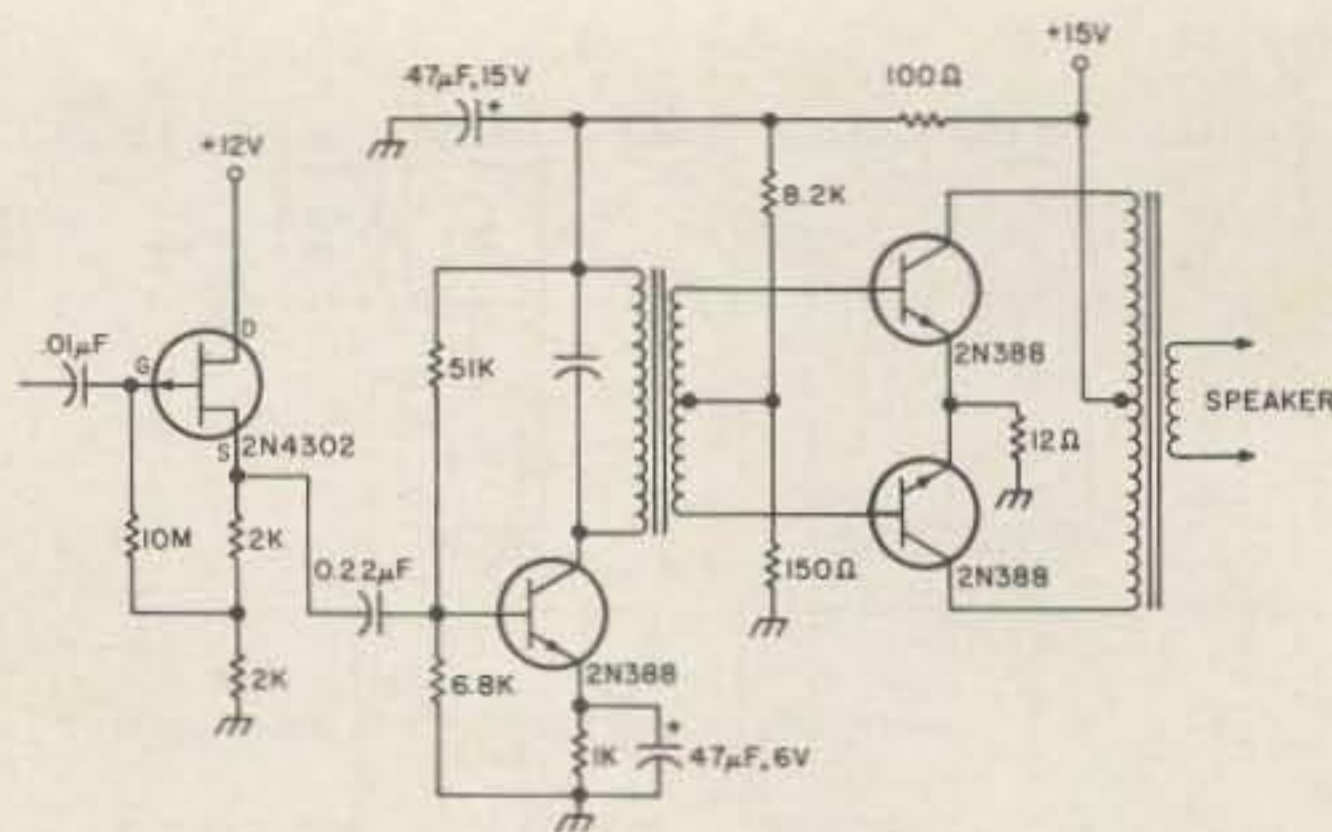 +15V
47µF,15V
100Ω
+12V
8.2K
.01µF
D
G
51K
2N388
SPEAKER
S
2N4302
12Ω
10M
2K
0.22µF
150Ω
2N388
2K
6.8K
2N388
1K
+
47µF,6V